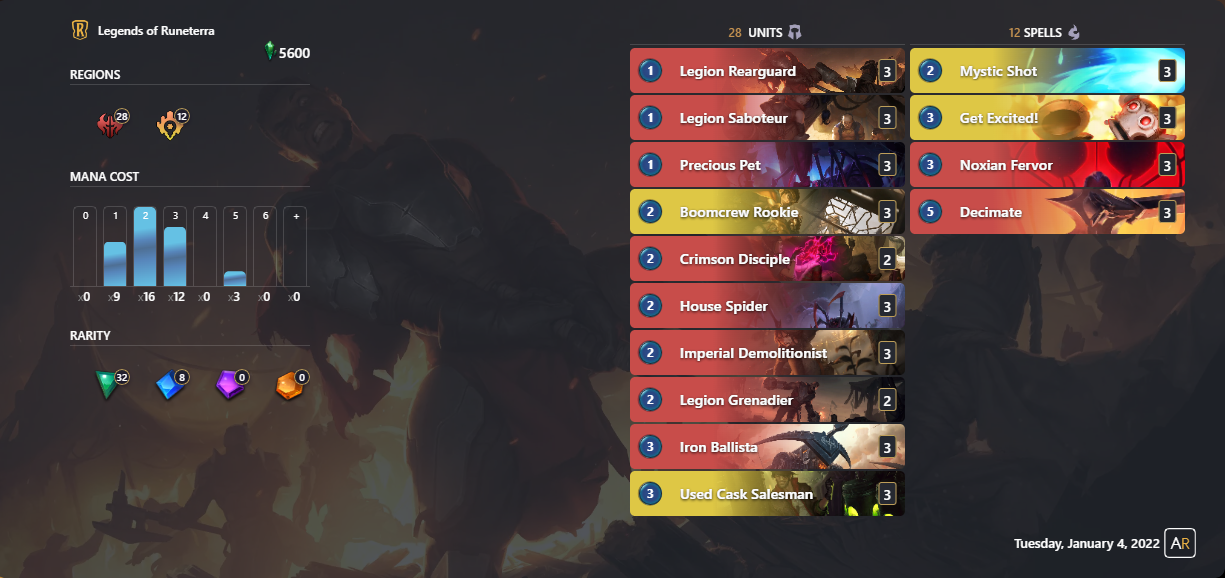 Legends of Runeterra
5600
REGIONS
28 12
MANA COST
0 1 2 3 4 5 6 +
x0 x9 x16 x12 x0 x3 x0 x0
RARITY
32 8 0 0
28 UNITS
1 Legion Rearguard 3
1 Legion Saboteur 3
1 Precious Pet 3
2 Boomcrew Rookie 3
2 Crimson Disciple 2
2 House Spider 3
2 Imperial Demolitionist 3
2 Legion Grenadier 2
3 Iron Ballista 3
3 Used Cask Salesman 3
12 SPELLS
2 Mystic Shot 3
3 Get Excited! 3
3 Noxian Fervor 3
5 Decimate 3
Tuesday, January 4, 2022 AR